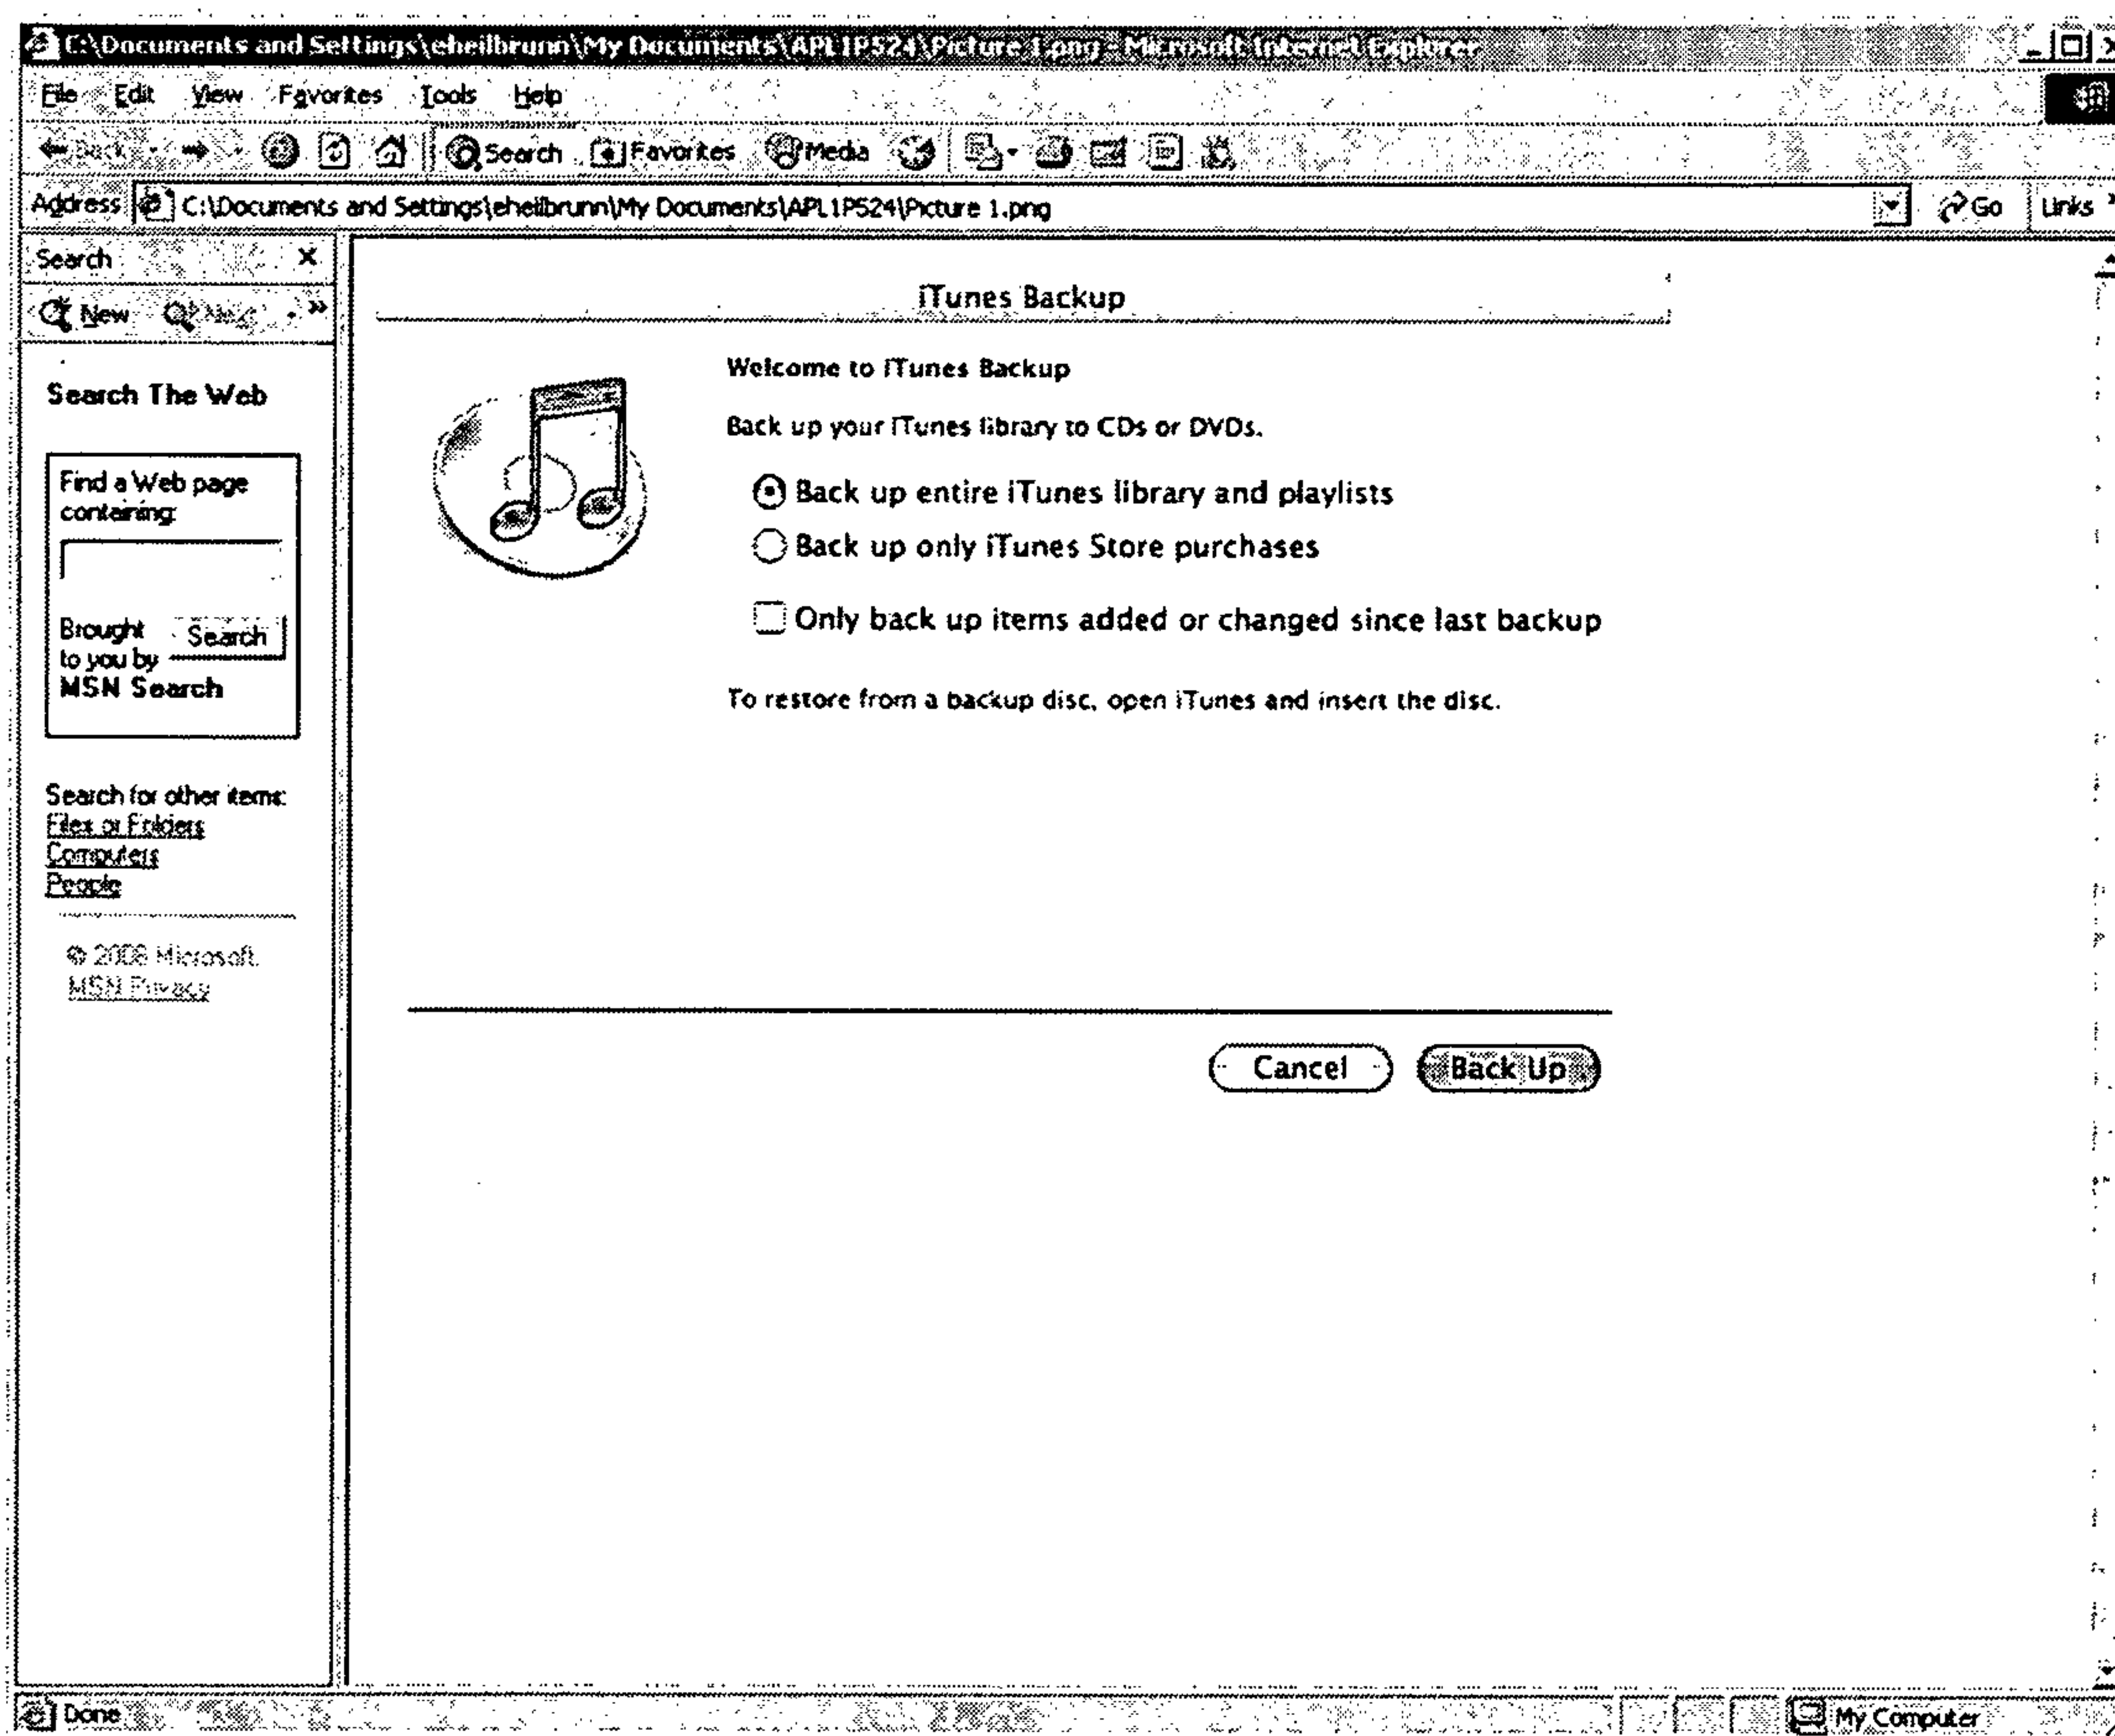 C:\Documents and Settings\eheilbrunn\My Documents\APL1P524\Picture 1.png - Microsoft Internet Explorer
File Edit View Favorites Tools Help
Back Search Favorites Media
Address C:\Documents and Settings\eheilbrunn\My Documents\APL1P524\Picture 1.png Go Links »
Search x
New Next »
Search The Web
Find a Web page
containing:
Brought
to you by
MSN Search
Search
Search for other items:
Files or Folders
Computers
People
© 2008 Microsoft.
MSN Privacy
iTunes Backup
Welcome to iTunes Backup
Back up your iTunes library to CDs or DVDs.
Back up entire iTunes library and playlists
Back up only iTunes Store purchases
Only back up items added or changed since last backup
To restore from a backup disc, open iTunes and insert the disc.
Cancel Back Up
Done My Computer